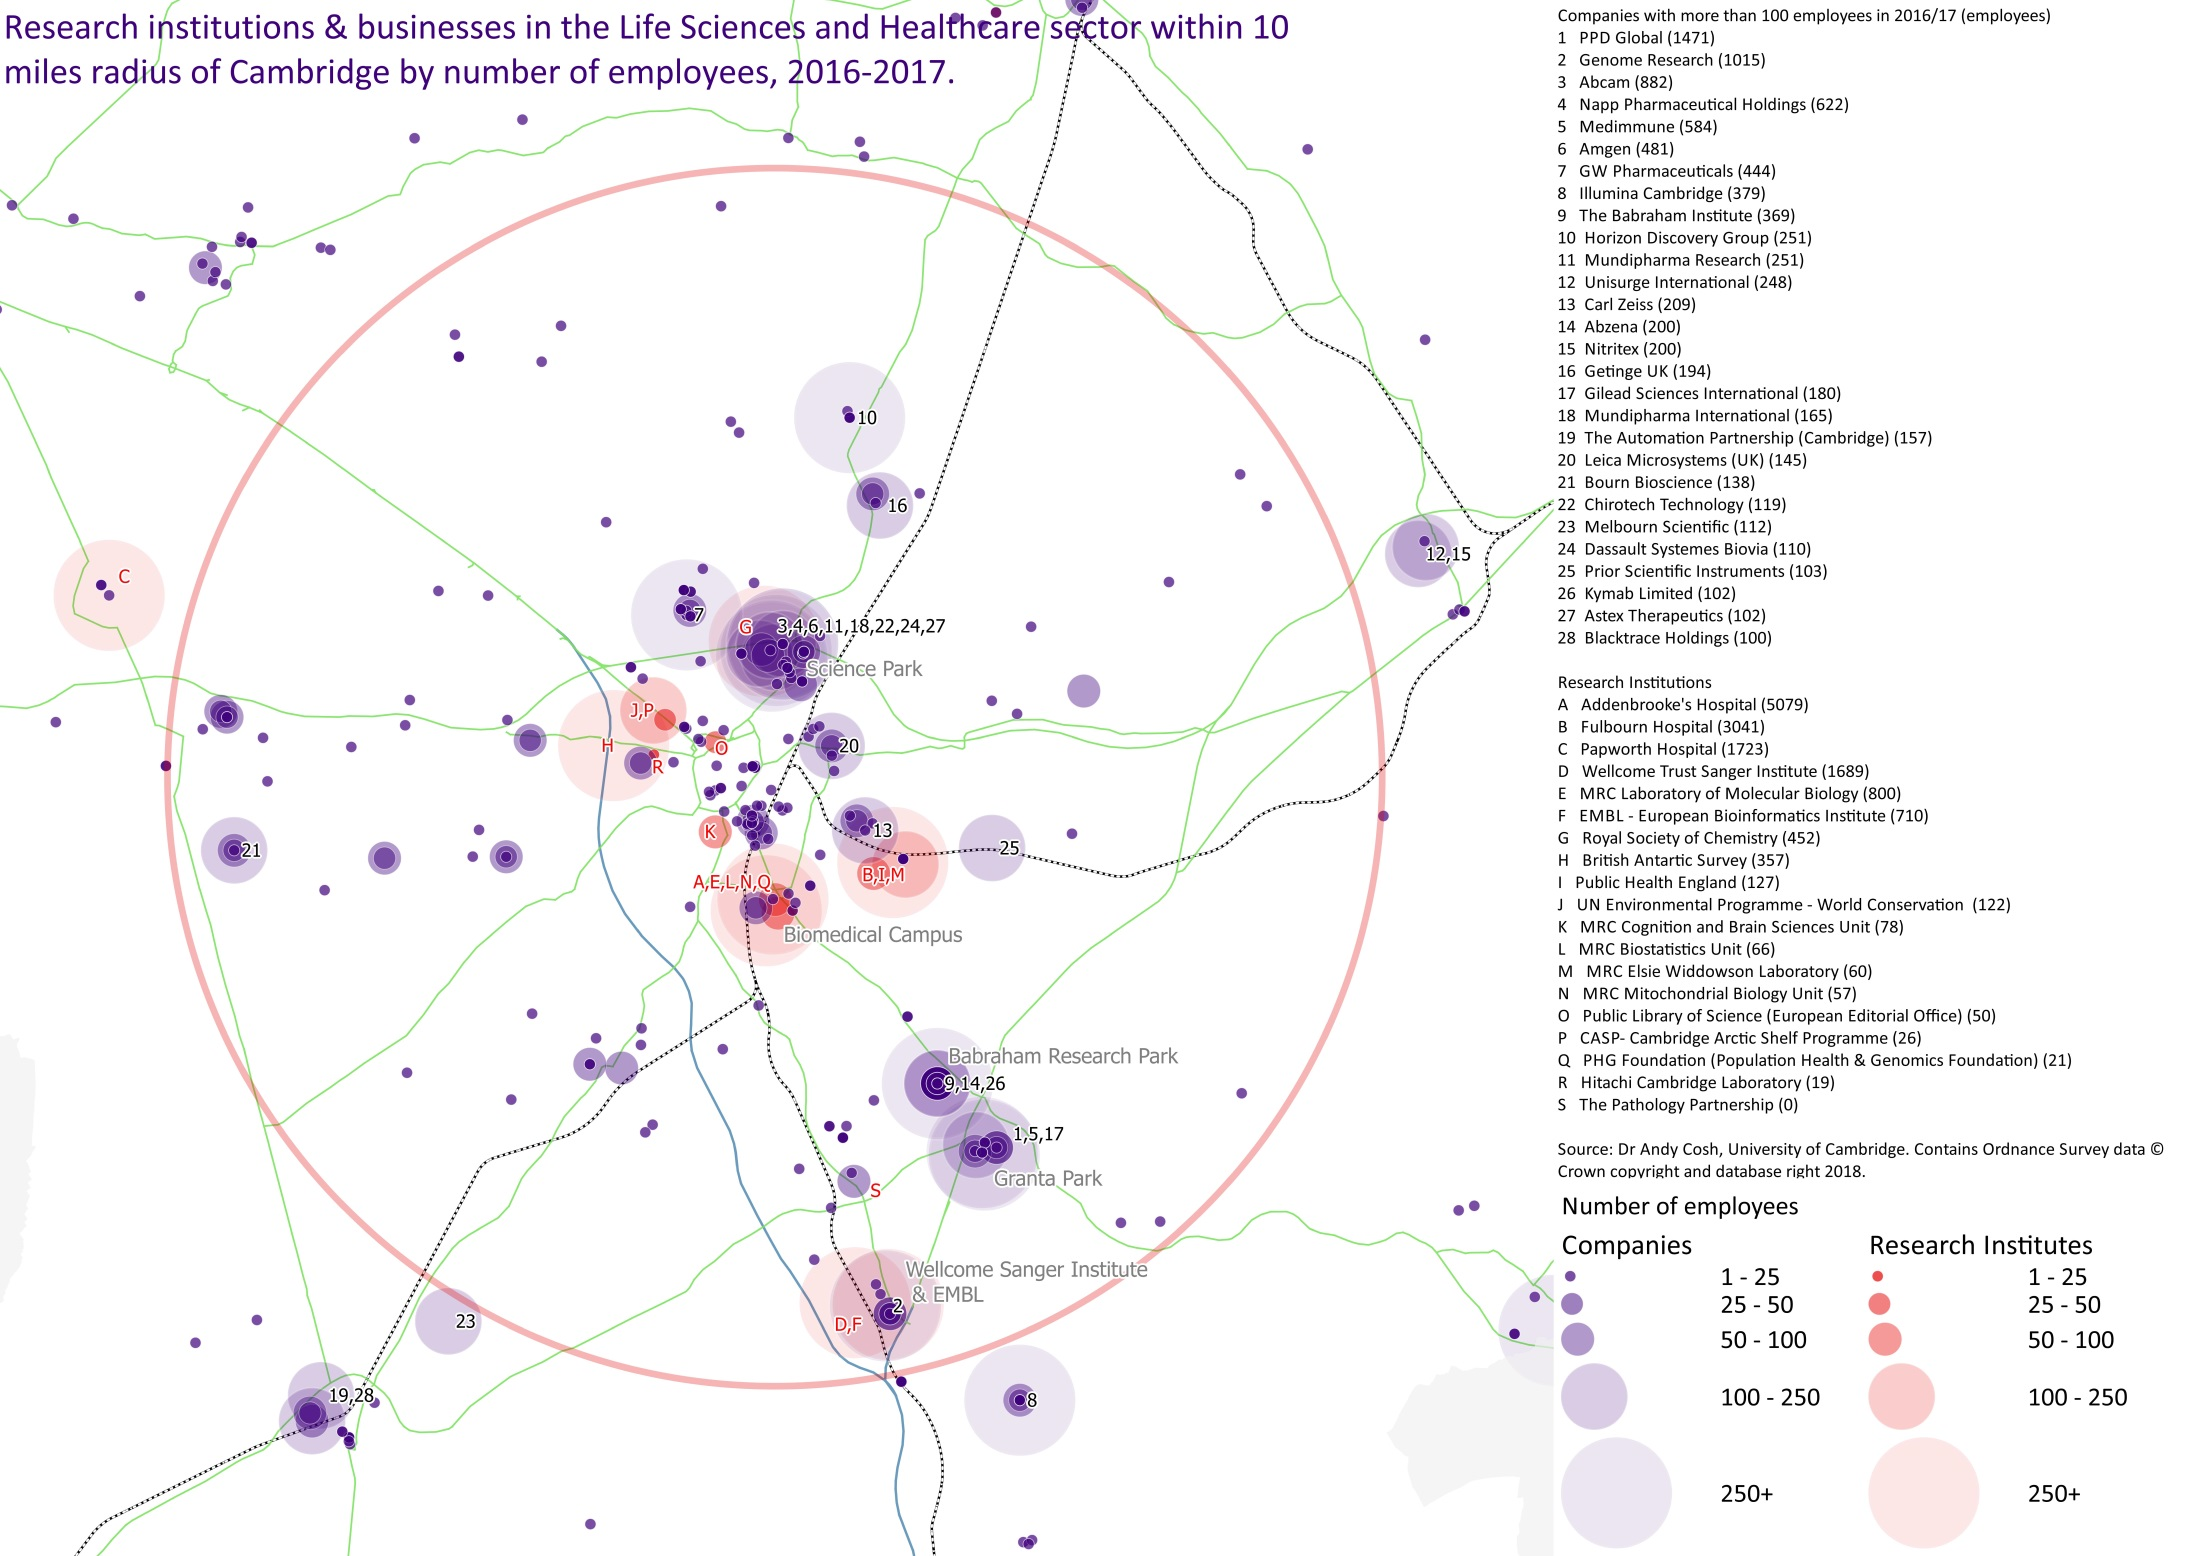 Research institutions & businesses in the Life Sciences and Healthcare sector within 10
miles radius of Cambridge by number of employees, 2016-2017.
10
16
C
12,15
7
G
3,4,6,11,18,22,24,27
Science Park
J,P
H
O
20
R
K
13
21
25
A,E,L,N,Q
B,I,M
Biomedical Campus
Babraham Research Park
9,14,26
1,5,17
Granta Park
S
Wellcome Sanger Institute
& EMBL
2
D,F
23
19,28
8
Companies with more than 100 employees in 2016/17 (employees)
1 PPD Global (1471)
2 Genome Research (1015)
3 Abcam (882)
4 Napp Pharmaceutical Holdings (622)
5 Medimmune (584)
6 Amgen (481)
7 GW Pharmaceuticals (444)
8 Illumina Cambridge (379)
9 The Babraham Institute (369)
10 Horizon Discovery Group (251)
11 Mundipharma Research (251)
12 Unisurge International (248)
13 Carl Zeiss (209)
14 Abzena (200)
15 Nitritex (200)
16 Getinge UK (194)
17 Gilead Sciences International (180)
18 Mundipharma International (165)
19 The Automation Partnership (Cambridge) (157)
20 Leica Microsystems (UK) (145)
21 Bourn Bioscience (138)
22 Chirotech Technology (119)
23 Melbourn Scientific (112)
24 Dassault Systemes Biovia (110)
25 Prior Scientific Instruments (103)
26 Kymab Limited (102)
27 Astex Therapeutics (102)
28 Blacktrace Holdings (100)
Research Institutions
A Addenbrooke's Hospital (5079)
B Fulbourn Hospital (3041)
C Papworth Hospital (1723)
D Wellcome Trust Sanger Institute (1689)
E MRC Laboratory of Molecular Biology (800)
F EMBL - European Bioinformatics Institute (710)
G Royal Society of Chemistry (452)
H British Antartic Survey (357)
I Public Health England (127)
J UN Environmental Programme - World Conservation (122)
K MRC Cognition and Brain Sciences Unit (78)
L MRC Biostatistics Unit (66)
M MRC Elsie Widdowson Laboratory (60)
N MRC Mitochondrial Biology Unit (57)
O Public Library of Science (European Editorial Office) (50)
P CASP- Cambridge Arctic Shelf Programme (26)
Q PHG Foundation (Population Health & Genomics Foundation) (21)
R Hitachi Cambridge Laboratory (19)
S The Pathology Partnership (0)
Source: Dr Andy Cosh, University of Cambridge. Contains Ordnance Survey data ©
Crown copyright and database right 2018.
Number of employees
Companies
1 - 25
25 - 50
50 - 100
100 - 250
250+
Research Institutes
1 - 25
25 - 50
50 - 100
100 - 250
250+